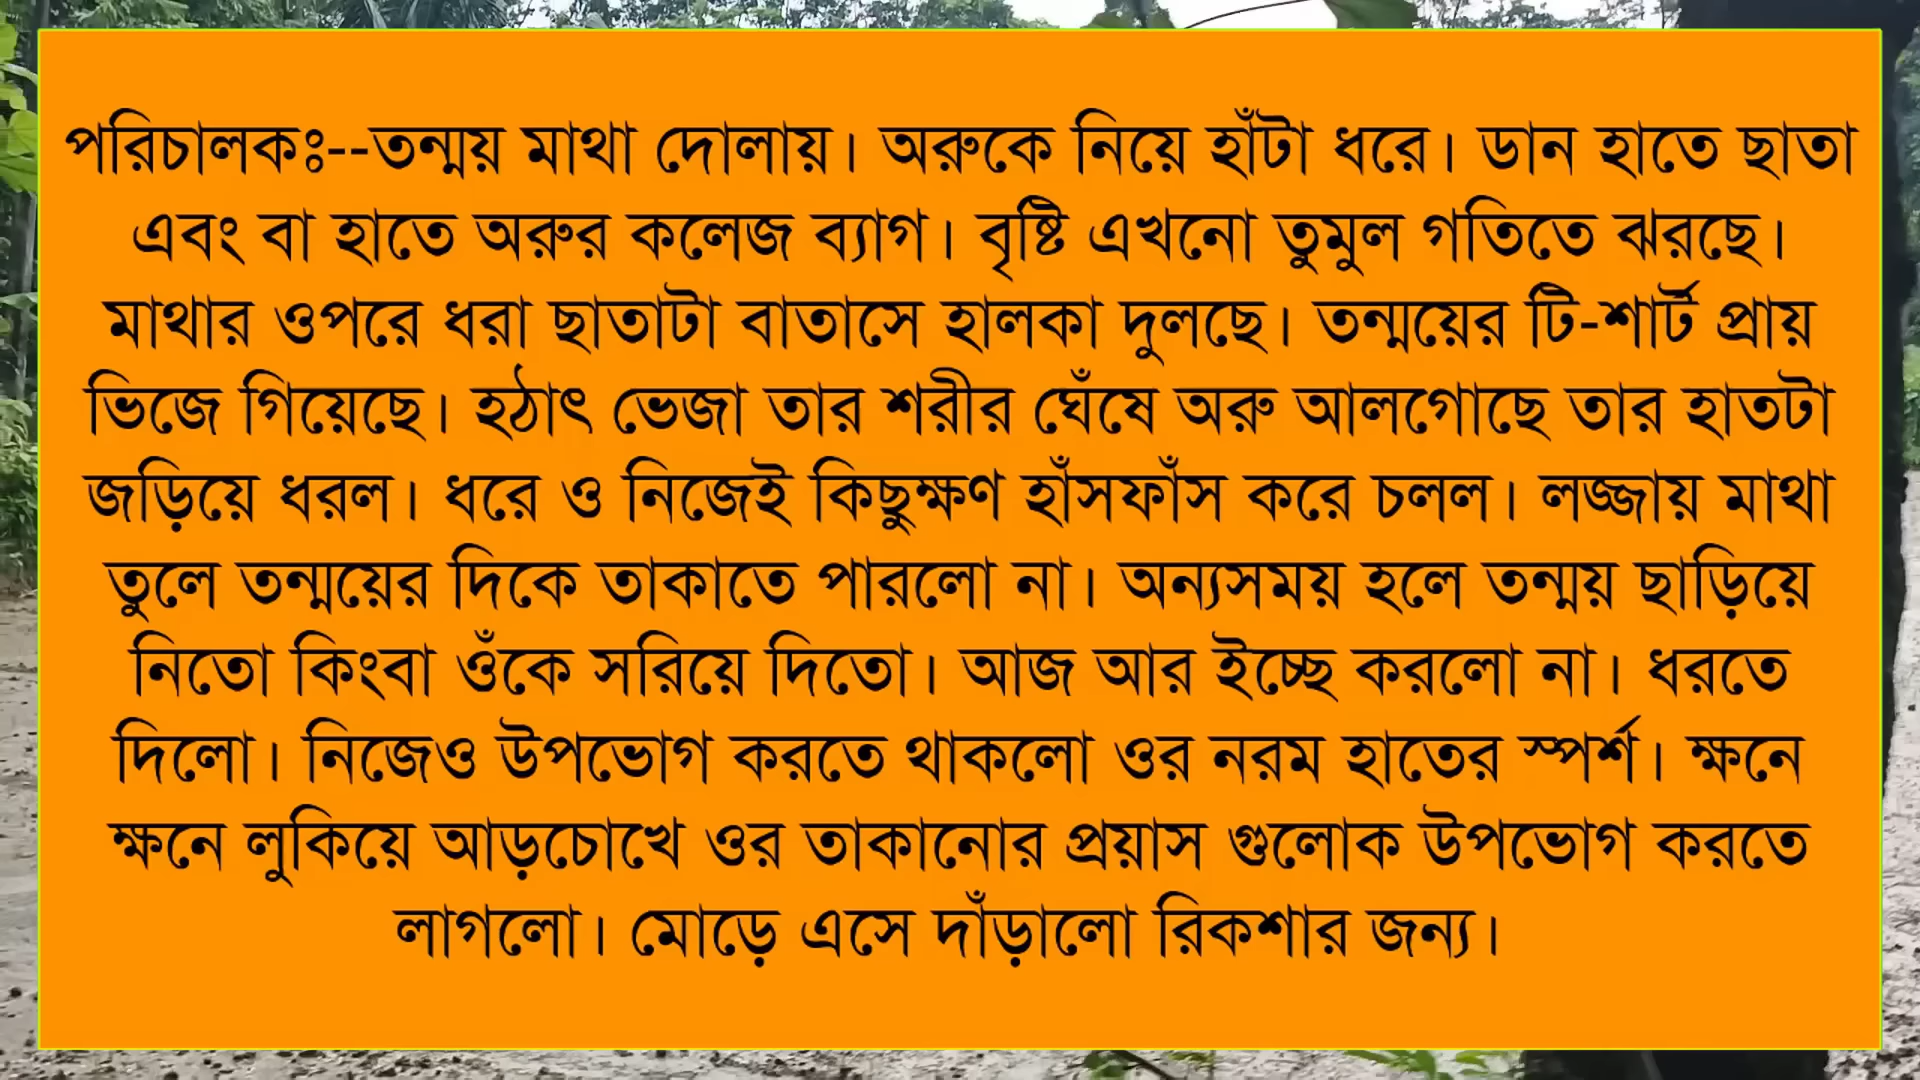 পরিচালকঃ--তন্ময় মাথা দোলায়। অরুকে নিয়ে হাঁটা ধরে। ডান হাতে ছাতা
এবং বা হাতে অরুর কলেজ ব্যাগ। বৃষ্টি এখনো তুমুল গতিতে ঝরছে।
মাথার ওপরে ধরা ছাতাটা বাতাসে হালকা দুলছে। তন্ময়ের টি-শার্ট প্রায়
ভিজে গিয়েছে। হঠাৎ ভেজা তার শরীর ঘেঁষে অরু আলগোছে তার হাতটা
জড়িয়ে ধরল। ধরে ও নিজেই কিছুক্ষণ হাঁসফাঁস করে চলল। লজ্জায় মাথা
তুলে তন্ময়ের দিকে তাকাতে পারলো না। অন্যসময় হলে তন্ময় ছাড়িয়ে
নিতো কিংবা ওঁকে সরিয়ে দিতো। আজ আর ইচ্ছে করলো না। ধরতে
দিলো। নিজেও উপভোগ করতে থাকলো ওর নরম হাতের স্পর্শ। ক্ষনে
ক্ষনে লুকিয়ে আড়চোখে ওর তাকানোর প্রয়াস গুলোক উপভোগ করতে
লাগলো। মোড়ে এসে দাঁড়ালো রিকশার জন্য।